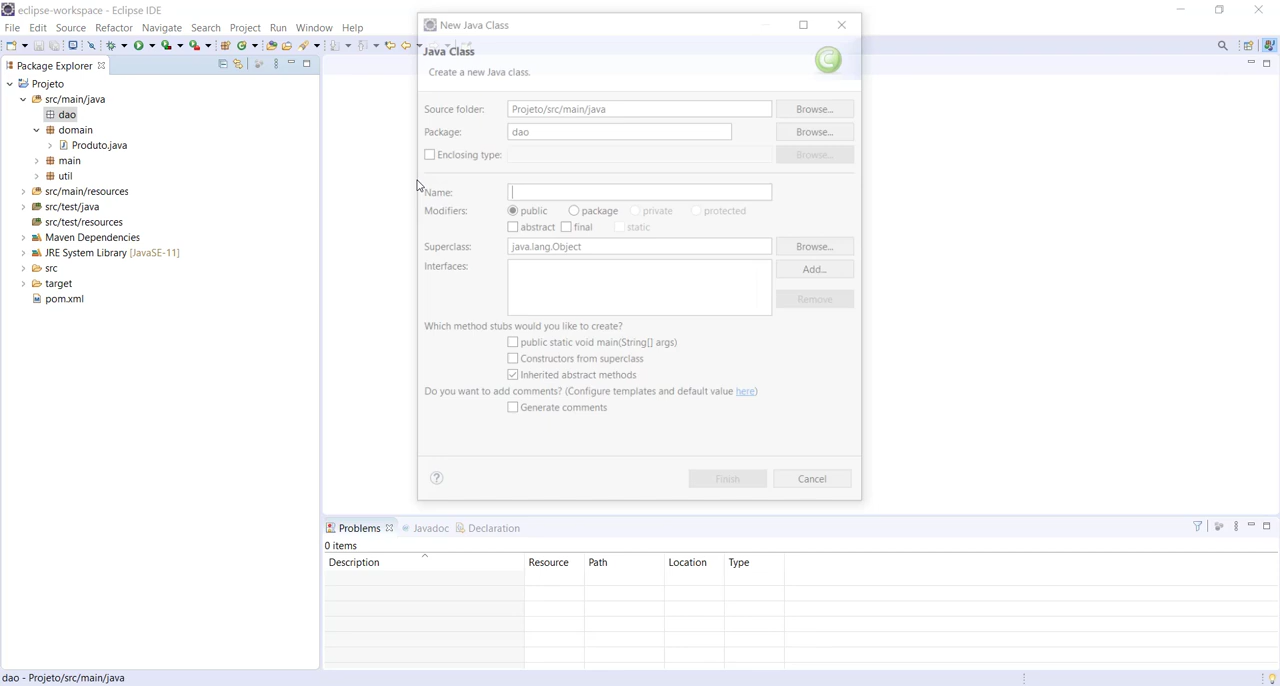 eclipse-workspace - Eclipse IDE
File Edit Source Refactor Navigate Search Project Run Window Help
Package Explorer
Projeto
src/main/java
dao
domain
Produto.java
main
util
src/main/resources
src/test/java
src/test/resources
Maven Dependencies
JRE System Library [JavaSE-11]
src
target
pom.xml
New Java Class
Java Class
Create a new Java class.
Source folder: Projeto/src/main/java Browse...
Package: dao Browse...
Enclosing type: Browse...
Name:
Modifiers: public package private protected
abstract final static
Superclass: java.lang.Object Browse...
Interfaces: Add...
Remove
Which method stubs would you like to create?
public static void main(String[] args)
Constructors from superclass
Inherited abstract methods
Do you want to add comments? (Configure templates and default value here)
Generate comments
Finish Cancel
Problems Javadoc Declaration
0 items
Description Resource Path Location Type
dao - Projeto/src/main/java